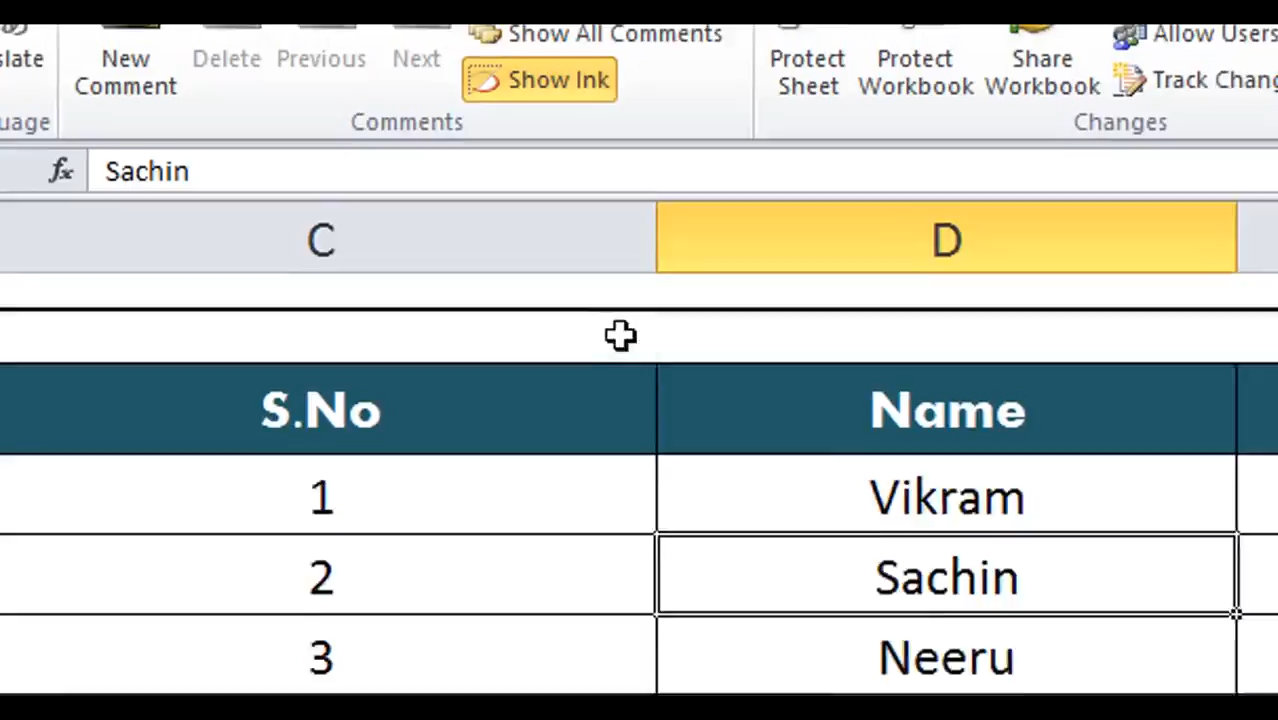 Show All Comments
Allow Users
slate
New Comment
Delete
Previous
Next
Show Ink
Protect Sheet
Protect Workbook
Share Workbook
Track Chang
uage
Comments
Changes
fx
Sachin
C
D
S.No
Name
1
Vikram
2
Sachin
3
Neeru